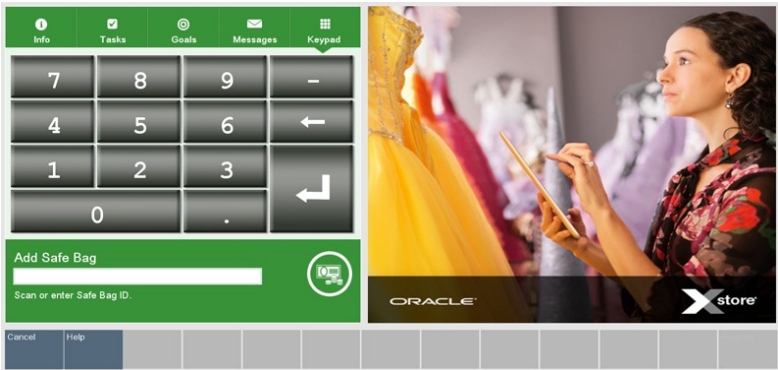 Info Tasks Goals Messages Keypad
7 8 9 -
4 5 6
1 2 3
0 .
Add Safe Bag
Scan or enter Safe Bag ID.
ORACLE
Xstore
Cancel Help